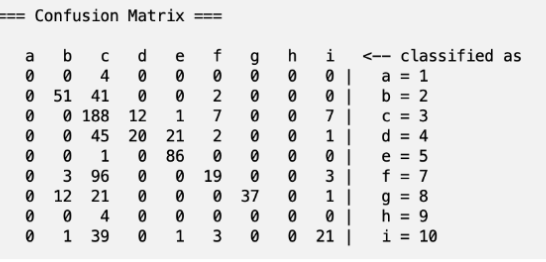 === Confusion Matrix ===
a b c d e f g h i <-- classified as
0 0 4 0 0 0 0 0 0 | a = 1
0 51 41 0 0 2 0 0 0 | b = 2
0 0 188 12 1 7 0 0 7 | c = 3
0 0 45 20 21 2 0 0 1 | d = 4
0 0 1 0 86 0 0 0 0 | e = 5
0 3 96 0 0 19 0 0 3 | f = 7
0 12 21 0 0 0 37 0 1 | g = 8
0 0 4 0 0 0 0 0 0 | h = 9
0 1 39 0 1 3 0 0 21 | i = 10